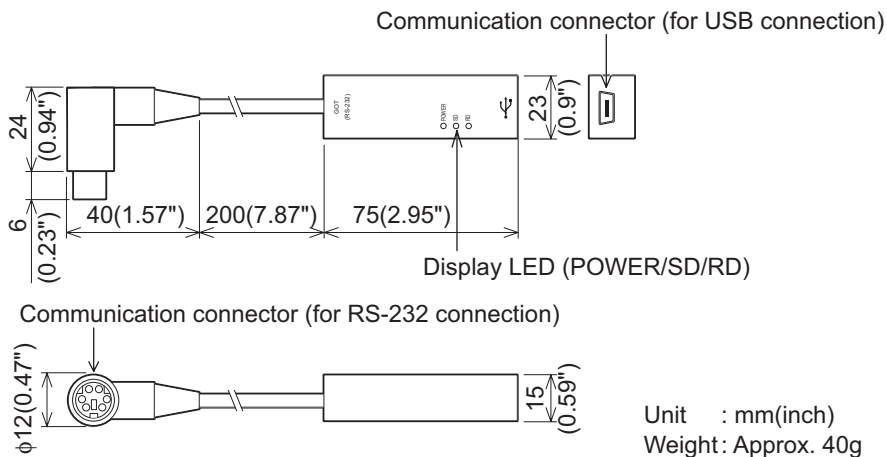 Communication connector (for USB connection)
24
(0.94")
GOT
(RS-232)
POWER
SD
RD
23
(0.9")
6
(0.23")
40(1.57")
200(7.87")
75(2.95")
Display LED (POWER/SD/RD)
Communication connector (for RS-232 connection)
ϕ12(0.47")
15
(0.59")
Unit : mm(inch)
Weight: Approx. 40g